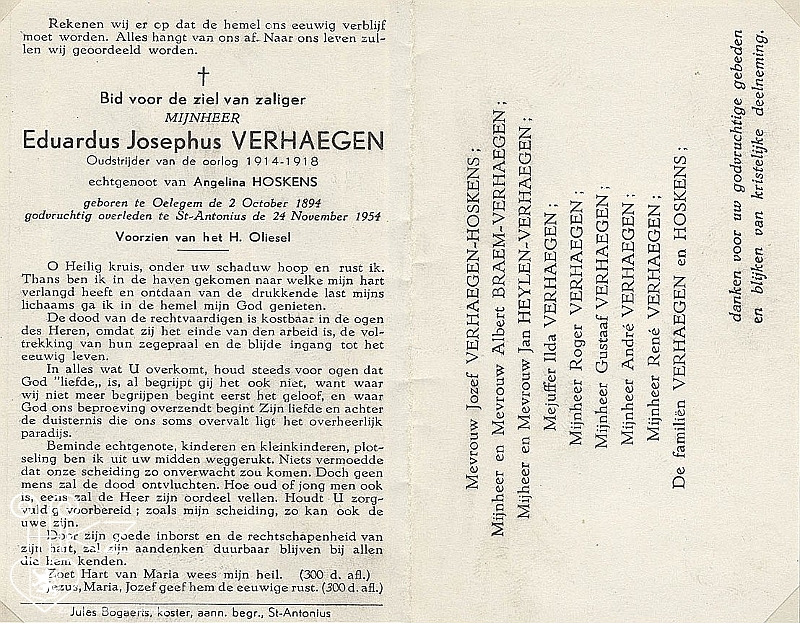 Rekenen wij er op dat de hemel ons eeuwig verblijf
moet worden. Alles hangt van ons af. Naar ons leven zul-
len wij geoordeeld worden.
†
Bid voor de ziel van zaliger
MIJNHEER
Eduardus Josephus VERHAEGEN
Oudstrijder van de oorlog 1914-1918
echtgenoot van Angelina HOSKENS
geboren te Oelegem de 2 October 1894
godvruchtig overleden te St-Antonius de 24 November 1954
Voorzien van het H. Oliesel
O Heilig kruis, onder uw schaduw hoop en rust ik.
Thans ben ik in de haven gekomen naar welke mijn hart
verlangd heeft en ontdaan van de drukkende last mijns
lichaams ga ik in de hemel mijn God genieten.
De dood van de rechtvaardigen is kostbaar in de ogen
des Heren, omdat zij het einde van den arbeid is, de vol-
trekking van hun zegepraal en de blijde ingang tot het
eeuwig leven.
In alles wat U overkomt, houd steeds voor ogen dat
God "liefde„ is, al begrijpt gij het ook niet, want waar
wij niet meer begrijpen begint eerst het geloof, en waar
God ons beproeving overzendt begint Zijn liefde en achter
de duisternis die ons soms overvalt ligt het overheerlijk
paradijs.
Beminde echtgenote, kinderen en kleinkinderen, plot-
seling ben ik uit uw midden weggerukt. Niets vermoedde
dat onze scheiding zo onverwacht zou komen. Doch geen
mens zal de dood ontvluchten. Hoe oud of jong men ook
is, eens zal de Heer zijn oordeel vellen. Houdt U zorg-
vuldig voorbereid ; zoals mijn scheiding, zo kan ook de
uwe zijn.
Door zijn goede inborst en de rechtschapenheid van
zijn hart, zal zijn aandenken duurbaar blijven bij allen
die hem kenden.
Zoet Hart van Maria wees mijn heil. (300 d. afl.)
Jezus, Maria, Jozef geef hem de eeuwige rust. (300 d. afl.)
Jules Bogaerts, koster, aann. begr., St-Antonius
Mevrouw Jozef VERHAEGEN-HOSKENS ;
Mijnheer en Mevrouw Albert BRAEM-VERHAEGEN ;
Mijheer en Mevrouw Jan HEYLEN-VERHAEGEN ;
Mejuffer Ilda VERHAEGEN ;
Mijnheer Roger VERHAEGEN ;
Mijnheer Gustaaf VERHAEGEN ;
Mijnheer André VERHAEGEN ;
Mijnheer René VERHAEGEN ;
De familiën VERHAEGEN en HOSKENS ;
danken voor uw godvruchtige gebeden
en blijken van kristelijke deelneming.